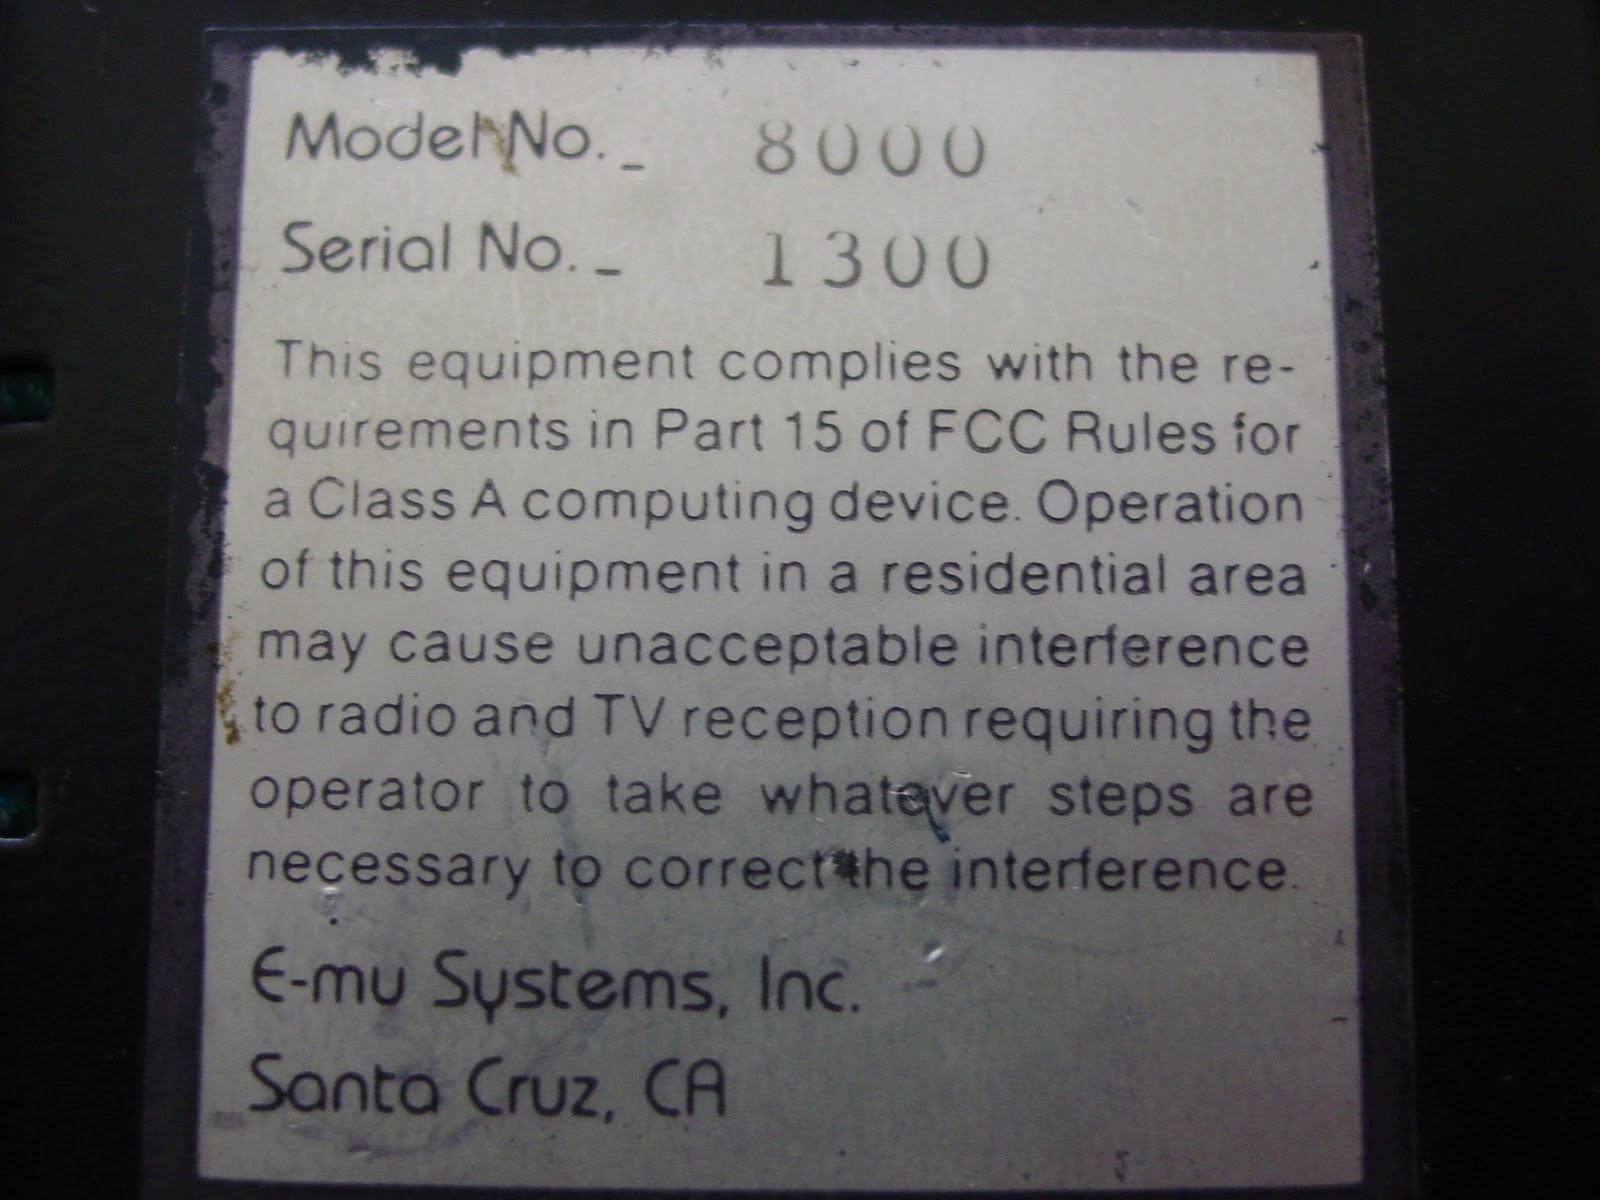 Model No._ 8000
Serial No._ 1300
This equipment complies with the re-
quirements in Part 15 of FCC Rules for
a Class A computing device. Operation
of this equipment in a residential area
may cause unacceptable interference
to radio and TV reception requiring the
operator to take whatever steps are
necessary to correct the interference.
E-mu Systems, Inc.
Santa Cruz, CA